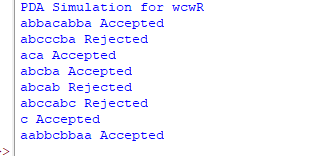 PDA Simulation for wcwR
abbacabba Accepted
abcccba Rejected
aca Accepted
abcba Accepted
abcab Rejected
abccabc Rejected
c Accepted
aabbcbbaa Accepted
>